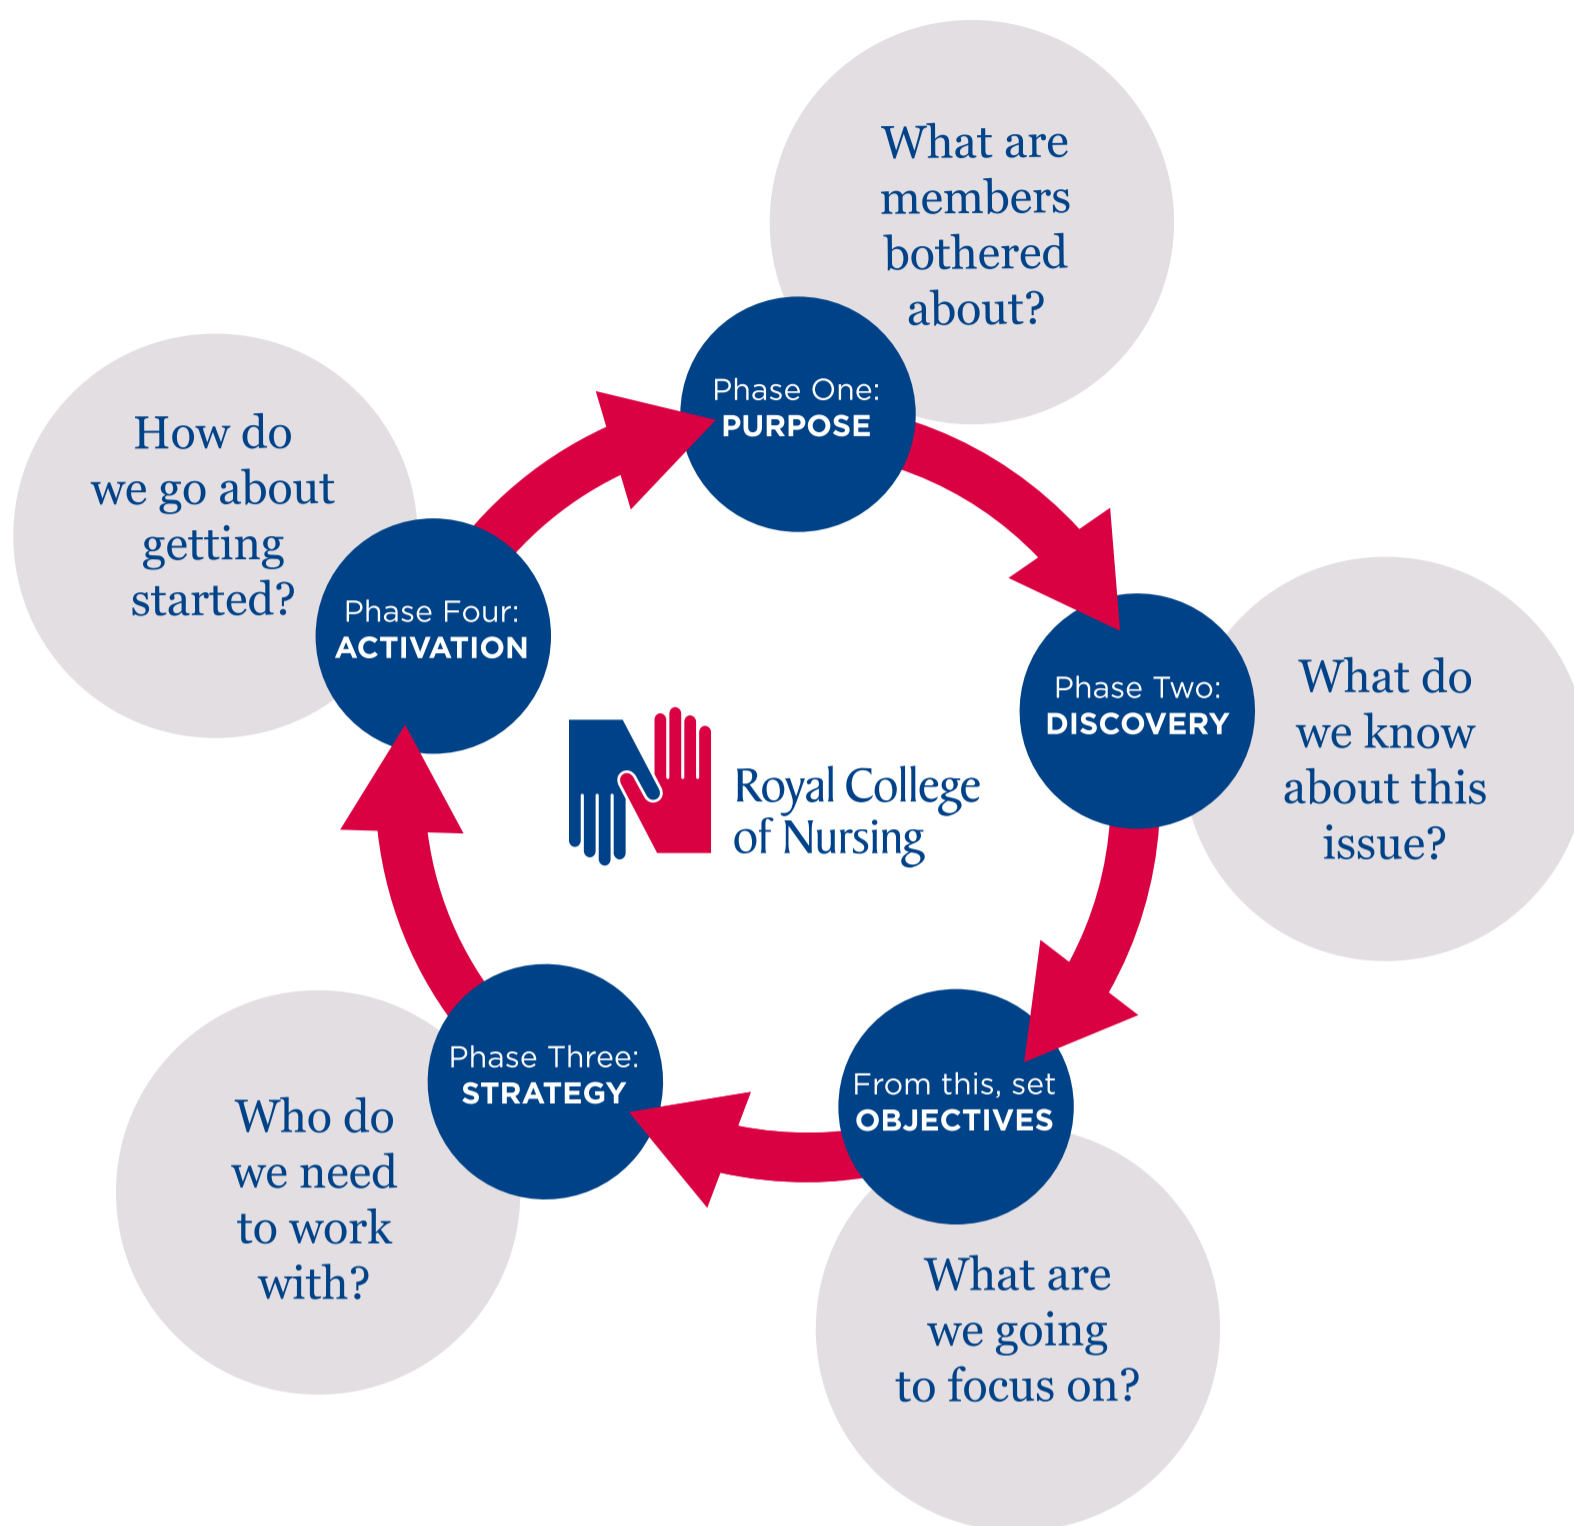 What are
members
bothered
about?
Phase One:
PURPOSE
What do
we know
about this
issue?
Phase Two:
DISCOVERY
From this, set
OBJECTIVES
What are
we going
to focus on?
Phase Three:
STRATEGY
Who do
we need
to work
with?
How do
we go about
getting
started?
Phase Four:
ACTIVATION
Royal College
of Nursing